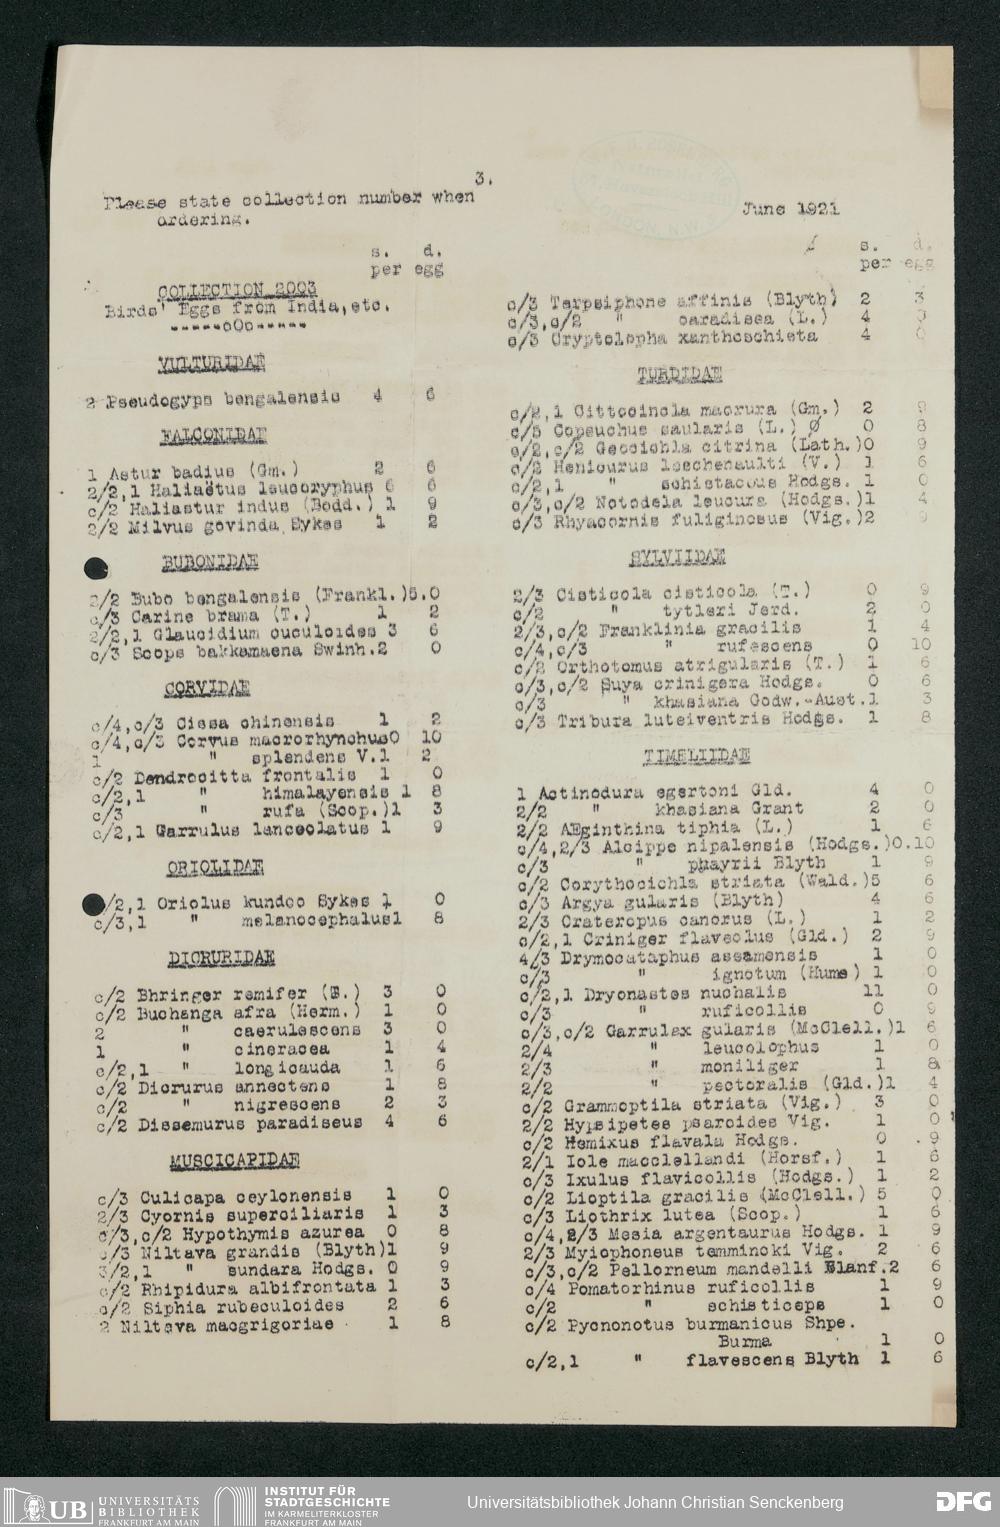 3.
Please state collection number when
ordering.
June 1921
s. d.
per egg
COLLECTION 2003
Birds' Eggs from India,etc.
-----oOo-----
VULTURIDAE
2 Pseudogyps bengalensis 4 6
FALCONIDAE
1 Astur badius (Gm.) 2 6
2/2,1 Haliaëtus leucoryphus 6 6
c/2 Haliastur indus (Bodd.) 1 9
2/2 Milvus govinda Sykes 1 2
BUBONIDAE
2/2 Bubo bengalensis (Frankl.)5.0
c/3 Carine brama (T.) 1 2
2/2,1 Glaucidium cuculoides 3 6
c/3 Scops bakkamaena Swinh.2 0
CORVIDAE
c/4,c/3 Cissa chinensis 1 2
c/4,c/3 Corvus macrorhynchus0 10
1 " splendens V.1 2
c/2 Dendrocitta frontalis 1 0
c/2,1 " himalayensis 1 8
c/3 " rufa (Scop.)1 3
c/2,1 Garrulus lanceolatus 1 9
ORIOLIDAE
/2,1 Oriolus kundoo Sykes 1 0
c/3,1 " melanocephalus1 8
DICRURIDAE
c/2 Bhringer remifer (T.) 3 0
c/2 Buchanga afra (Herm.) 1 0
2 " caerulescens 3 0
1 " cineracea 1 4
c/2,1 " longicauda 1 6
c/2 Dicrurus annectens 1 8
c/2 " nigrescens 2 3
c/2 Dissemurus paradiseus 4 6
MUSCICAPIDAE
c/3 Culicapa ceylonensis 1 0
2/3 Cyornis superciliaris 1 3
c/3,c/2 Hypothymis azurea 0 8
c/3 Niltava grandis (Blyth)1 9
3/2,1 " sundara Hodgs. 0 9
c/2 Rhipidura albifrontata 1 3
c/2 Siphia rubeculoides 2 6
2 Niltava macgrigoriae 1 8
s. d.
per egg
c/3 Terpsiphone affinis (Blyth) 2 3
c/3,c/2 " paradisea (L.) 4 0
c/3 Cryptolopha xanthoschista 4 0
TURDIDAE
c/2,1 Cittocincla macrura (Gm.) 2 9
c/5 Copsuchus saularis (L.) Ø 0 8
c/2,c/2 Geocichla citrina (Lath.)0 9
c/2 Henicurus leschenaulti (V.) 1 6
c/2,1 " schistaceus Hodgs. 1 0
c/3,c/2 Notodela leucura (Hodgs.)1 4
c/3 Rhyacornis fuliginosus (Vig.)2 9
SYLVIIDAE
2/3 Cisticola cisticola (T.) 0 9
c/2 " tytleri Jerd. 2 0
2/3,c/2 Franklinia gracilis 1 4
c/4,c/3 " rufescens 0 10
c/2 Orthotomus atrigularis (T.) 1 6
c/3,c/2 Suya crinigera Hodgs. 0 6
c/3 " khasiana Godw.-Aust.1 3
c/3 Tribura luteiventris Hodgs. 1 8
TIMELIIDAE
1 Actinodura egertoni Gld. 4 0
2/2 " khasiana Grant 2 0
2/2 AEginthina tiphia (L.) 1 6
c/4,2/3 Alcippe nipalensis (Hodgs.)0.10
c/3 " phayrii Blyth 1 9
c/2 Corythocichla striata (Wald.)5 6
c/3 Argya gularis (Blyth) 4 6
2/3 Crateropus canorus (L.) 1 2
c/2,1 Criniger flaveolus (Gld.) 2 9
4/3 Drymocataphus assamensis 1 0
c/3 " ignotum (Hume) 1 0
c/2,1 Dryonastes nuchalis 11 0
c/3 " ruficollis 0 9
c/3,c/2 Garrulax gularis (McClell.)1 6
2/4 " leucolophus 1 0
2/3 " moniliger 1 8
2/2 " pectoralis (Gld.)1 4
c/2 Grammoptila striata (Vig.) 3 0
2/2 Hypsipetes psaroides Vig. 1 0
c/2 Hemixus flavala Hodgs. 0 9
2/1 Iole macclellandi (Horsf.) 1 6
c/3 Ixulus flavicollis (Hodgs.) 1 2
c/2 Lioptila gracilis (McClell.) 5 0
c/3 Liothrix lutea (Scop.) 1 6
c/4,2/3 Mesia argentaurus Hodgs. 1 9
2/3 Myiophoneus temmincki Vig. 2 6
c/3,c/2 Pellorneum mandelli Blanf.2 6
c/4 Pomatorhinus ruficollis 1 9
c/2 " schisticeps 1 0
c/2 Pycnonotus burmanicus Shpe.
Burma 1 0
c/2,1 " flavescens Blyth 1 6
UB UNIVERSITÄTS
BIBLIOTHEK
FRANKFURT AM MAIN
INSTITUT FÜR
STADTGESCHICHTE
IM KARMELITERKLOSTER
FRANKFURT AM MAIN
Universitätsbibliothek Johann Christian Senckenberg
DFG